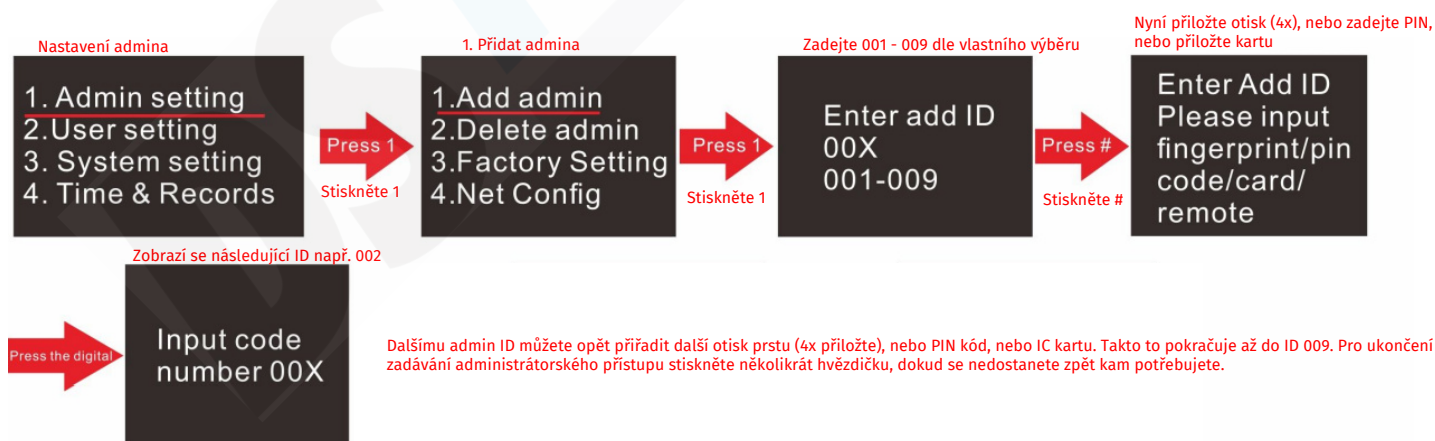 Nastavení admina
1. Admin setting
2.User setting
3. System setting
4. Time & Records
Press 1
Stiskněte 1
1. Přidat admina
1.Add admin
2.Delete admin
3.Factory Setting
4.Net Config
Press 1
Stiskněte 1
Zadejte 001 - 009 dle vlastního výběru
Enter add ID
00X
001-009
Press #
Stiskněte #
Nyní přiložte otisk (4x), nebo zadejte PIN,
nebo přiložte kartu
Enter Add ID
Please input
fingerprint/pin
code/card/
remote
Press the digital
Zobrazí se následující ID např. 002
Input code
number 00X
Dalšímu admin ID můžete opět přiřadit další otisk prstu (4x přiložte), nebo PIN kód, nebo IC kartu. Takto to pokračuje až do ID 009. Pro ukončení
zadávání administrátorského přístupu stiskněte několikrát hvězdičku, dokud se nedostanete zpět kam potřebujete.